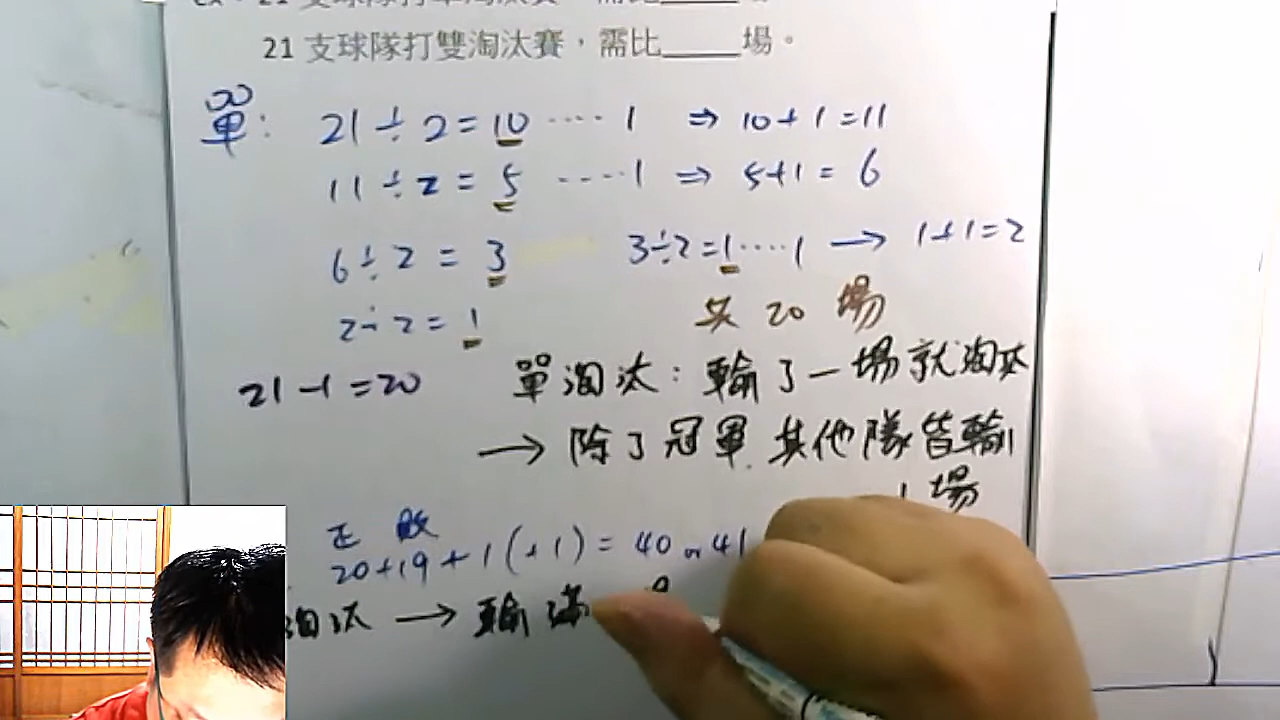 21 支球隊打雙淘汰賽，需比_____場。
單： 21 ÷ 2 = 10 ···· 1 ⇒ 10 + 1 = 11
11 ÷ 2 = 5 ····1 ⇒ 5+1 = 6
6 ÷ 2 = 3 3÷2=1····1 → 1+1=2
2÷2 = 1 共 20 場
21-1=20 單淘汰：輸了一場就淘汰
→ 除了冠軍 其他隊皆輸
1 場
正 敗
20+19+1(+1) = 40 or 41
淘汰 → 輸滿